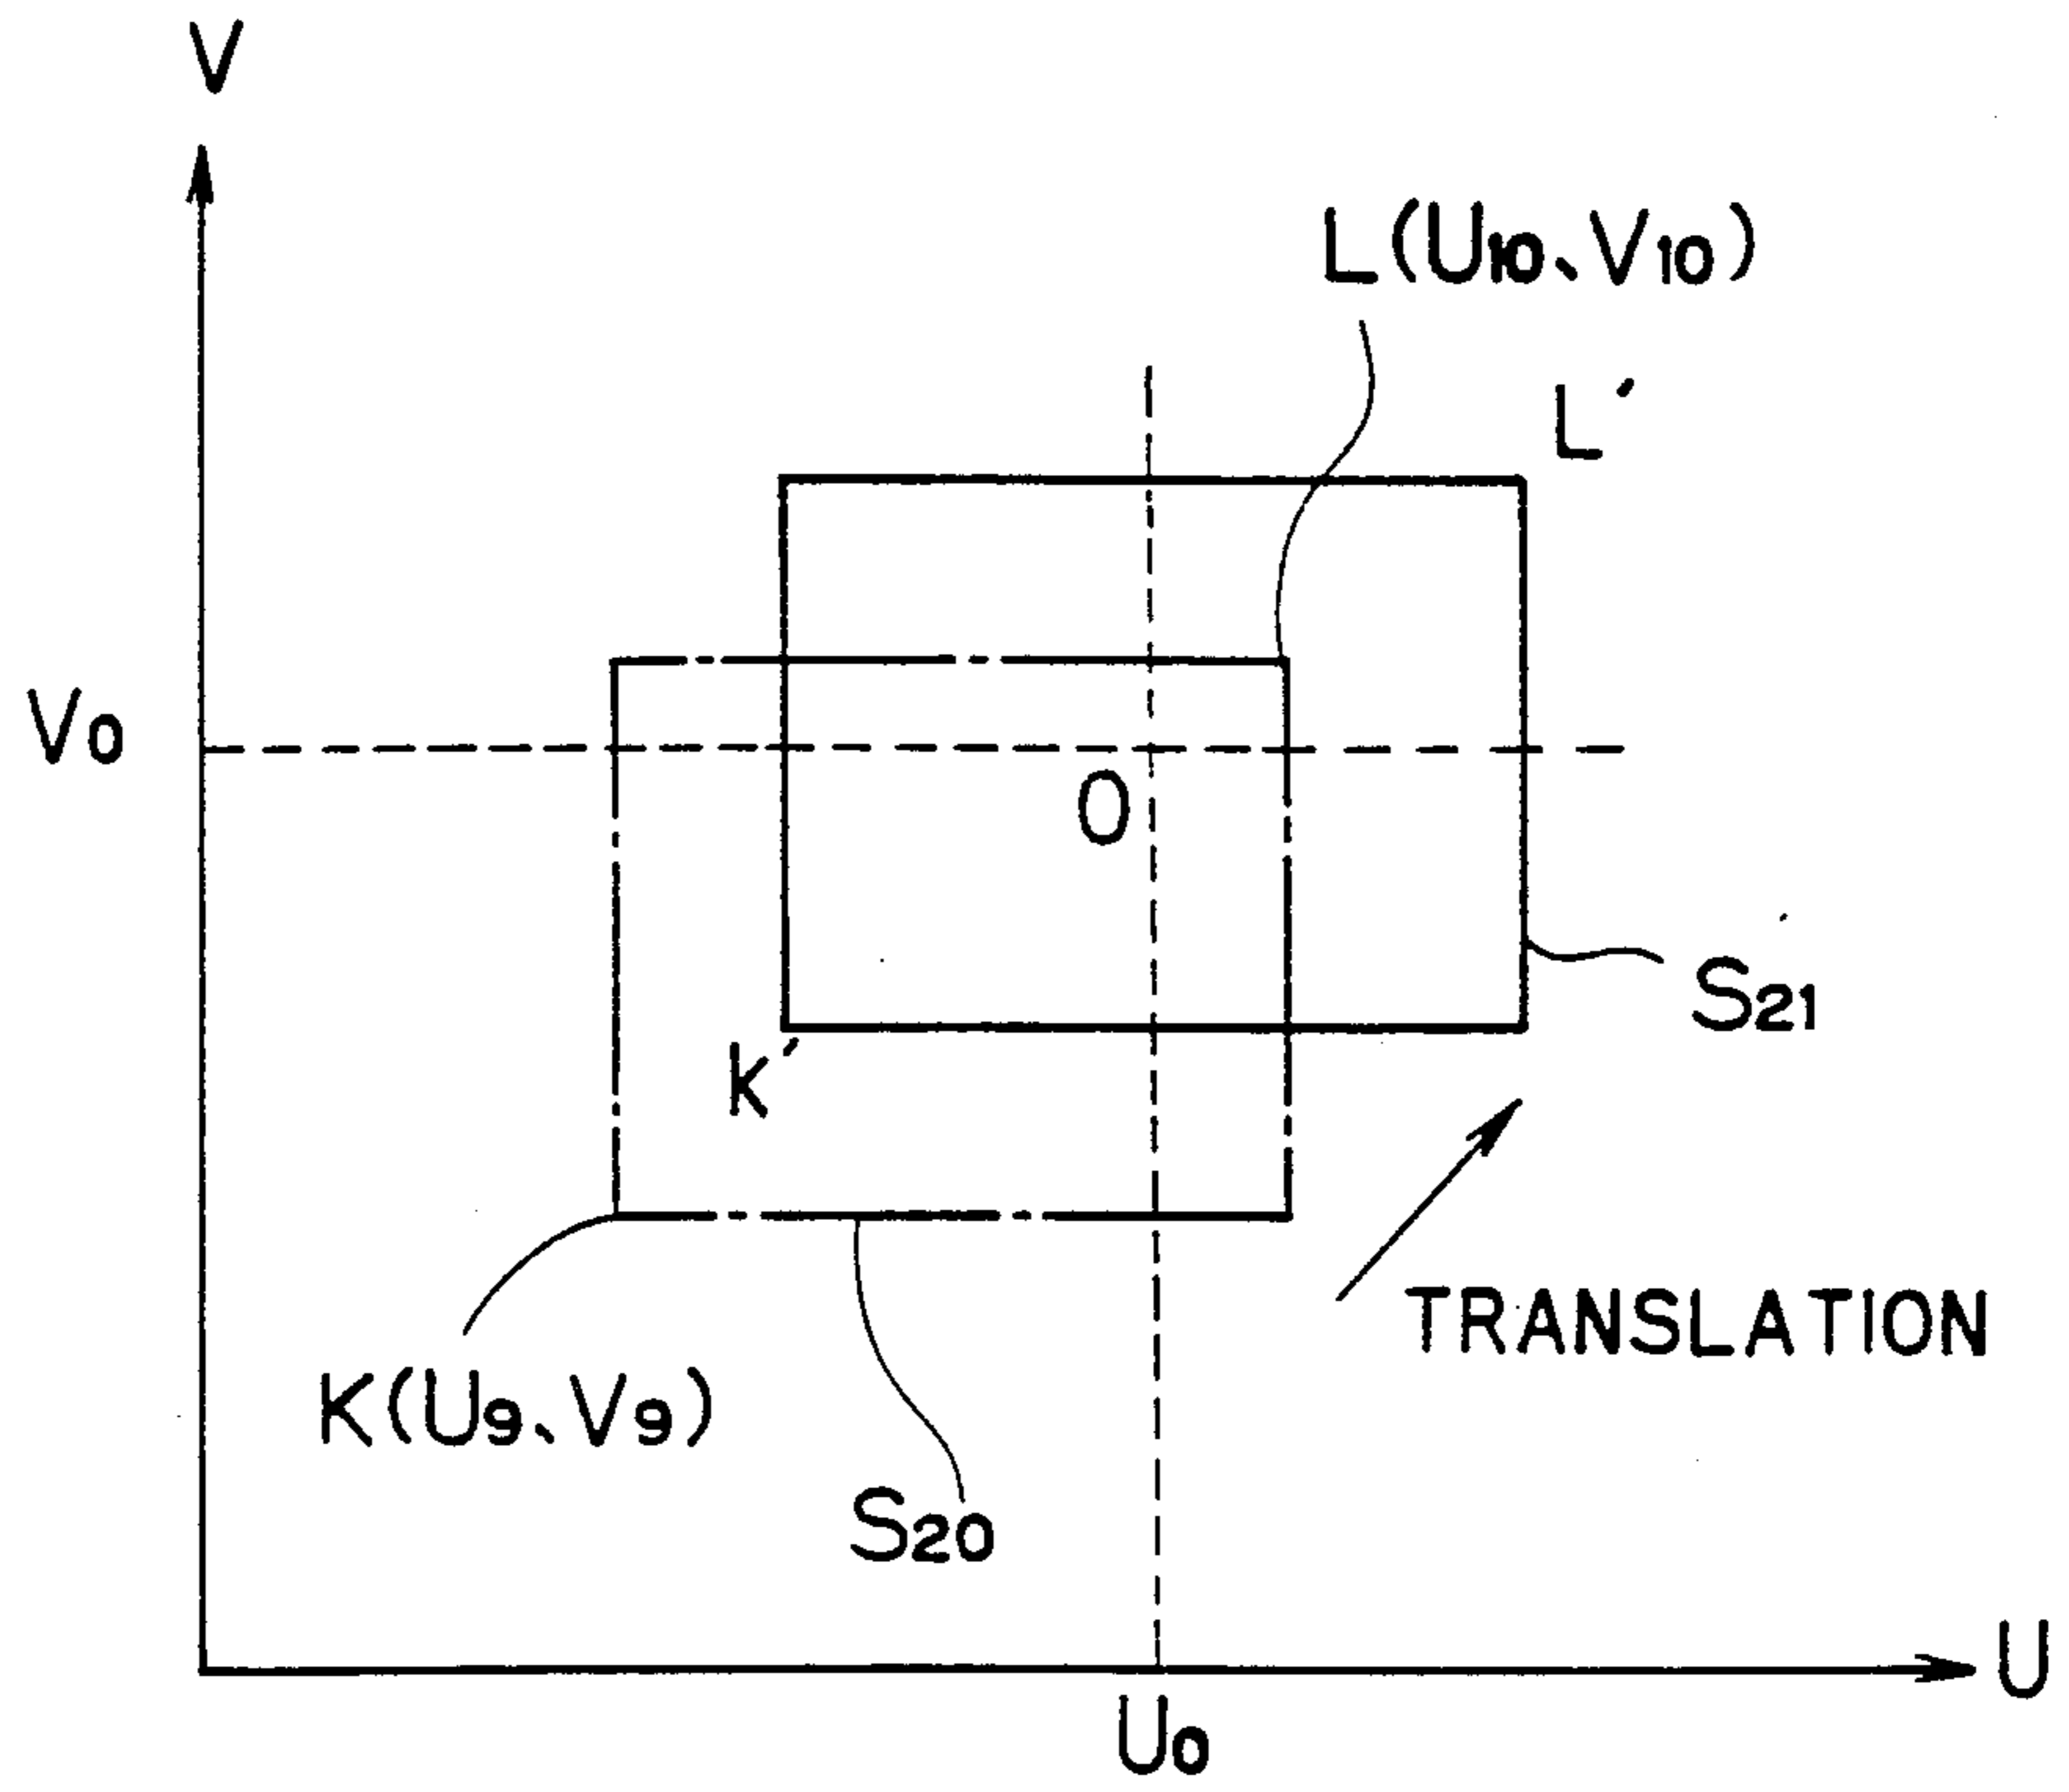 V
L(U10、V10)
L´
V0
O
S21
K´
TRANSLATION
K(U9、V9)
S20
U
U0